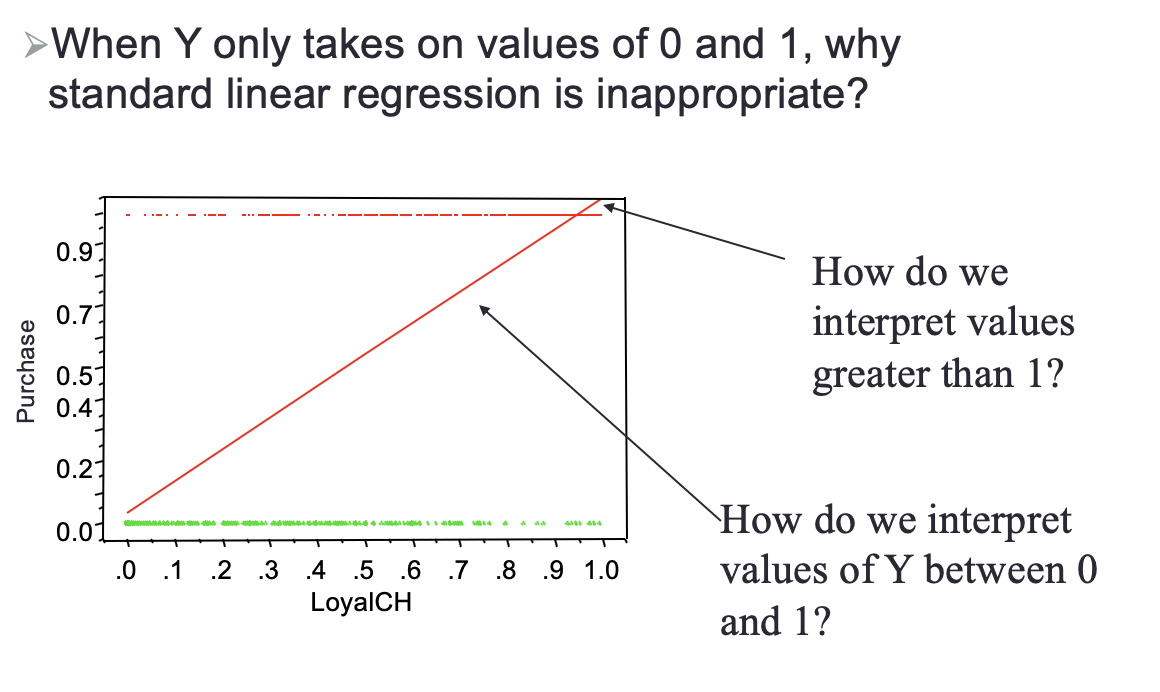 ➢When Y only takes on values of 0 and 1, why
standard linear regression is inappropriate?
0.9
0.7
0.5
0.4
0.2
0.0
Purchase
.0 .1 .2 .3 .4 .5 .6 .7 .8 .9 1.0
LoyalCH
How do we
interpret values
greater than 1?
How do we interpret
values of Y between 0
and 1?